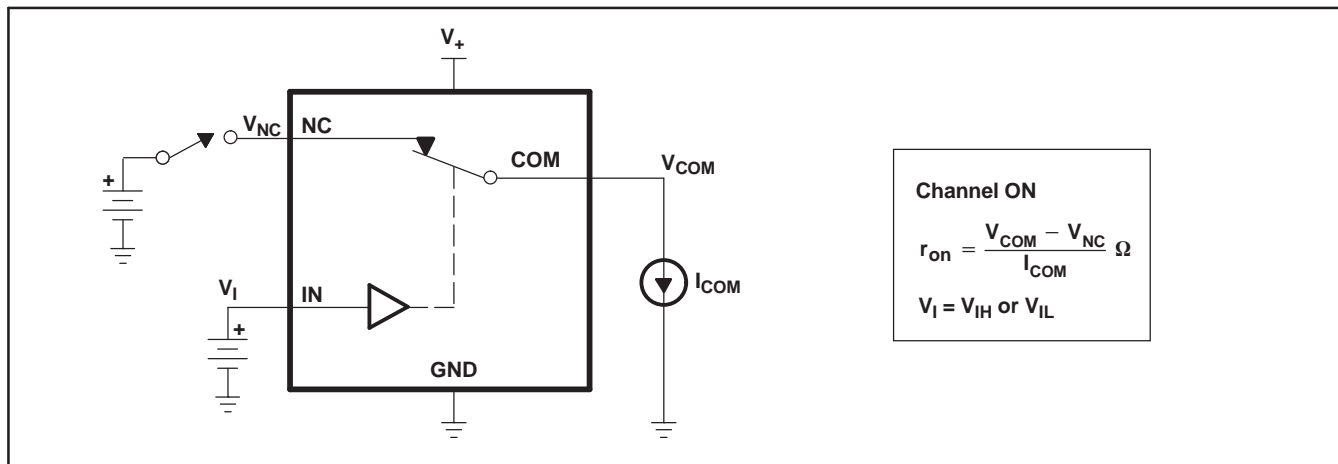 V+
VNC NC
COM
VCOM
+
VI IN
ICOM
+
GND
Channel ON
ron = VCOM − VNC / ICOM Ω
VI = VIH or VIL